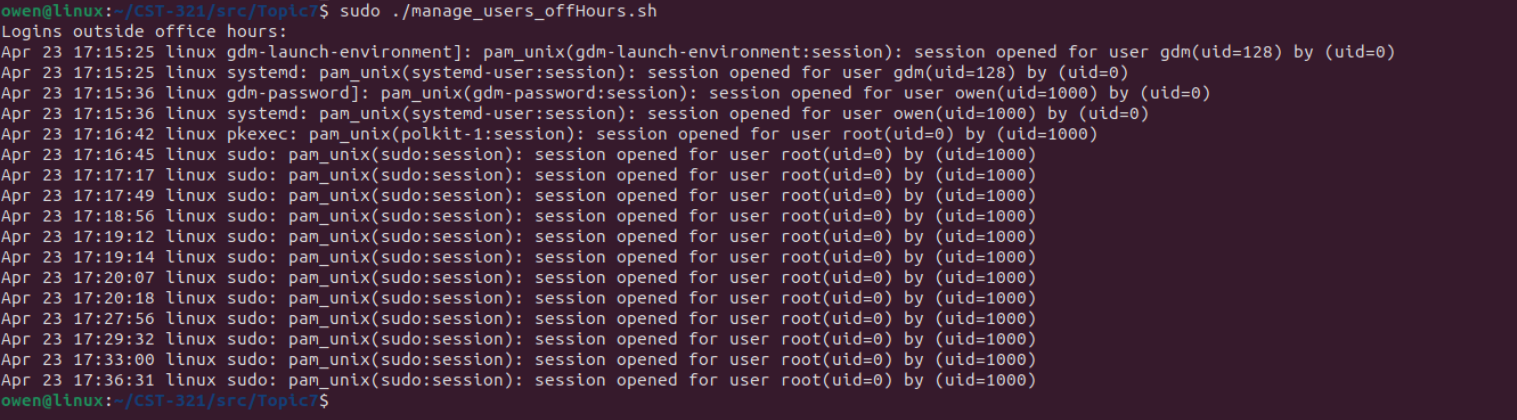 owen@linux:~/CST-321/src/Topic7$ sudo ./manage_users_offHours.sh
Logins outside office hours:
Apr 23 17:15:25 linux gdm-launch-environment]: pam_unix(gdm-launch-environment:session): session opened for user gdm(uid=128) by (uid=0)
Apr 23 17:15:25 linux systemd: pam_unix(systemd-user:session): session opened for user gdm(uid=128) by (uid=0)
Apr 23 17:15:36 linux gdm-password]: pam_unix(gdm-password:session): session opened for user owen(uid=1000) by (uid=0)
Apr 23 17:15:36 linux systemd: pam_unix(systemd-user:session): session opened for user owen(uid=1000) by (uid=0)
Apr 23 17:16:42 linux pkexec: pam_unix(polkit-1:session): session opened for user root(uid=0) by (uid=1000)
Apr 23 17:16:45 linux sudo: pam_unix(sudo:session): session opened for user root(uid=0) by (uid=1000)
Apr 23 17:17:17 linux sudo: pam_unix(sudo:session): session opened for user root(uid=0) by (uid=1000)
Apr 23 17:17:49 linux sudo: pam_unix(sudo:session): session opened for user root(uid=0) by (uid=1000)
Apr 23 17:18:56 linux sudo: pam_unix(sudo:session): session opened for user root(uid=0) by (uid=1000)
Apr 23 17:19:12 linux sudo: pam_unix(sudo:session): session opened for user root(uid=0) by (uid=1000)
Apr 23 17:19:14 linux sudo: pam_unix(sudo:session): session opened for user root(uid=0) by (uid=1000)
Apr 23 17:20:07 linux sudo: pam_unix(sudo:session): session opened for user root(uid=0) by (uid=1000)
Apr 23 17:20:18 linux sudo: pam_unix(sudo:session): session opened for user root(uid=0) by (uid=1000)
Apr 23 17:27:56 linux sudo: pam_unix(sudo:session): session opened for user root(uid=0) by (uid=1000)
Apr 23 17:29:32 linux sudo: pam_unix(sudo:session): session opened for user root(uid=0) by (uid=1000)
Apr 23 17:33:00 linux sudo: pam_unix(sudo:session): session opened for user root(uid=0) by (uid=1000)
Apr 23 17:36:31 linux sudo: pam_unix(sudo:session): session opened for user root(uid=0) by (uid=1000)
owen@linux:~/CST-321/src/Topic7$